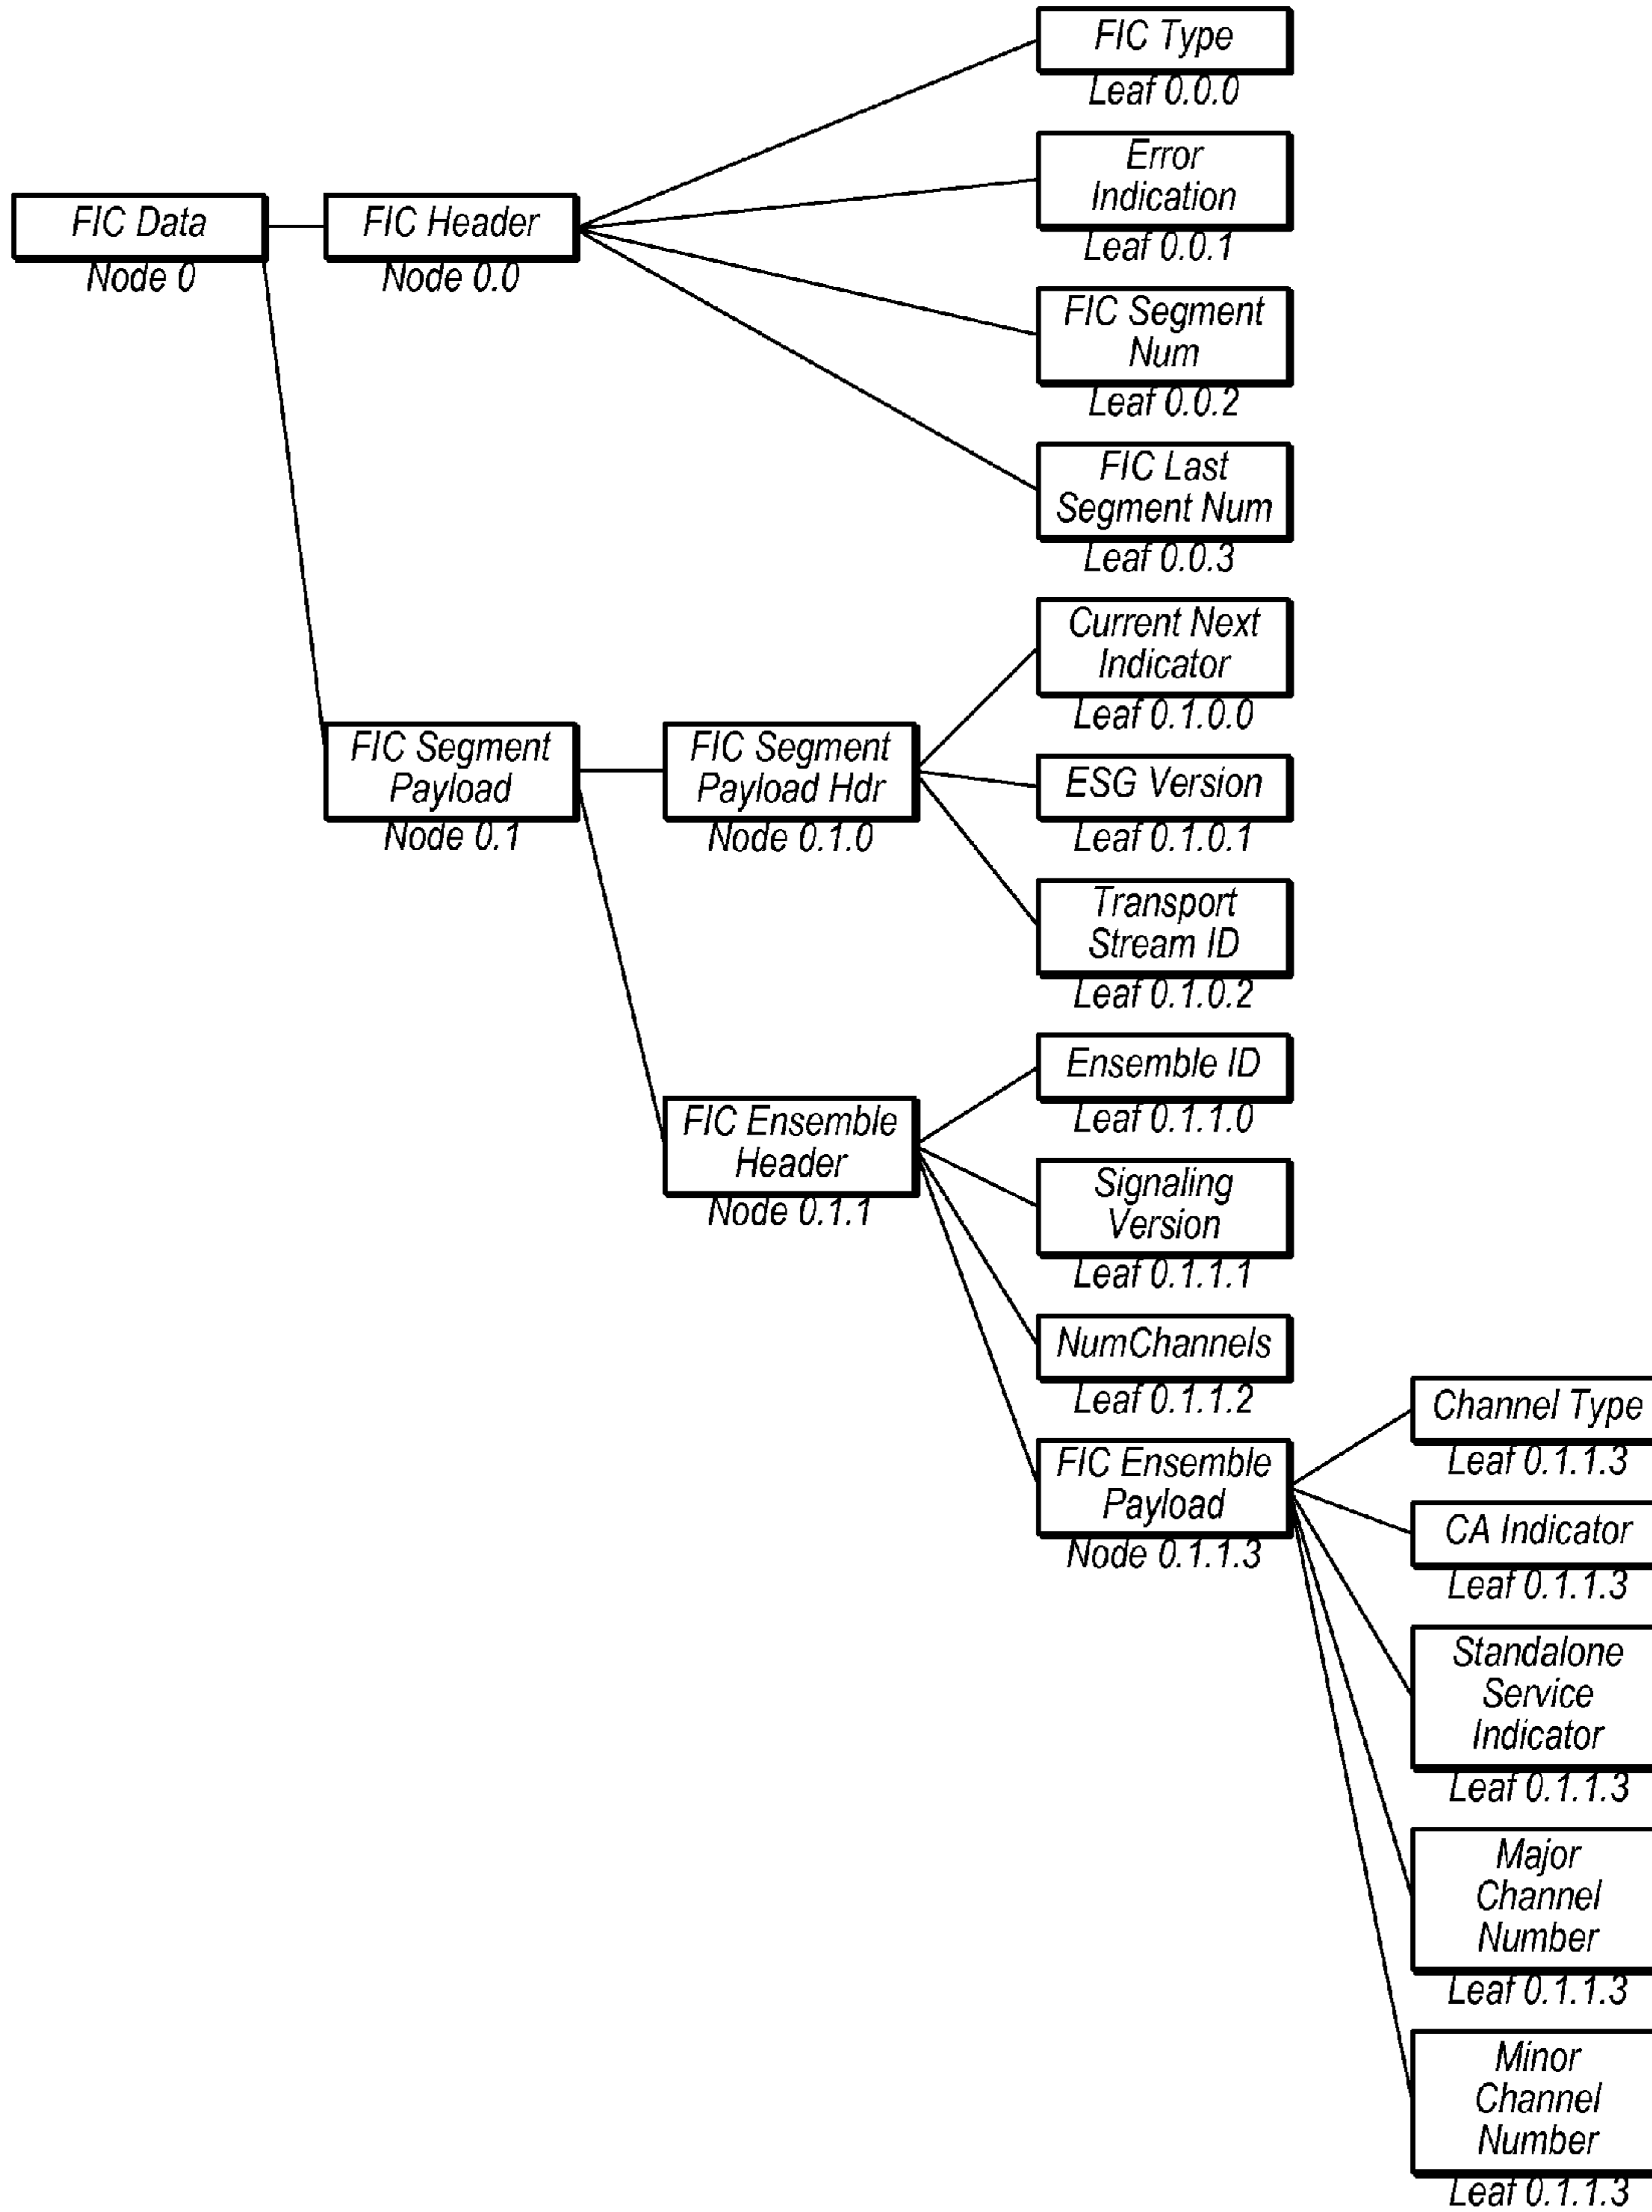 FIC Type
Leaf 0.0.0
Error
Indication
Leaf 0.0.1
FIC Data
Node 0
FIC Header
Node 0.0
FIC Segment
Num
Leaf 0.0.2
FIC Last
Segment Num
Leaf 0.0.3
Current Next
Indicator
Leaf 0.1.0.0
FIC Segment
Payload
Node 0.1
FIC Segment
Payload Hdr
Node 0.1.0
ESG Version
Leaf 0.1.0.1
Transport
Stream ID
Leaf 0.1.0.2
Ensemble ID
Leaf 0.1.1.0
FIC Ensemble
Header
Node 0.1.1
Signaling
Version
Leaf 0.1.1.1
NumChannels
Leaf 0.1.1.2
FIC Ensemble
Payload
Node 0.1.1.3
Channel Type
Leaf 0.1.1.3
CA Indicator
Leaf 0.1.1.3
Standalone
Service
Indicator
Leaf 0.1.1.3
Major
Channel
Number
Leaf 0.1.1.3
Minor
Channel
Number
Leaf 0.1.1.3